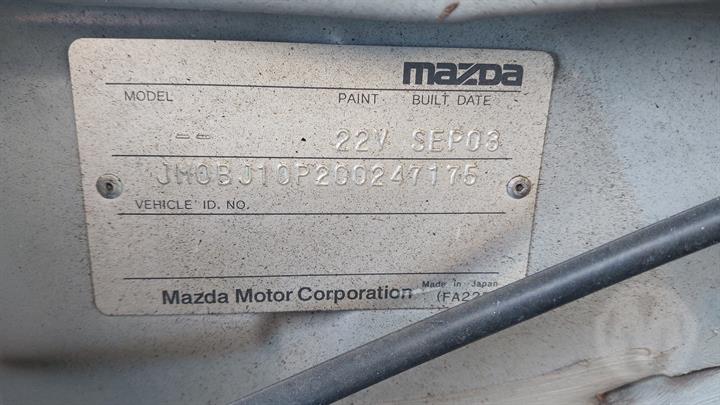 mazda
MODEL PAINT BUILT DATE
-- 22V SEP03
JM0BJ10P200247175
VEHICLE ID. NO.
Mazda Motor Corporation Made in Japan